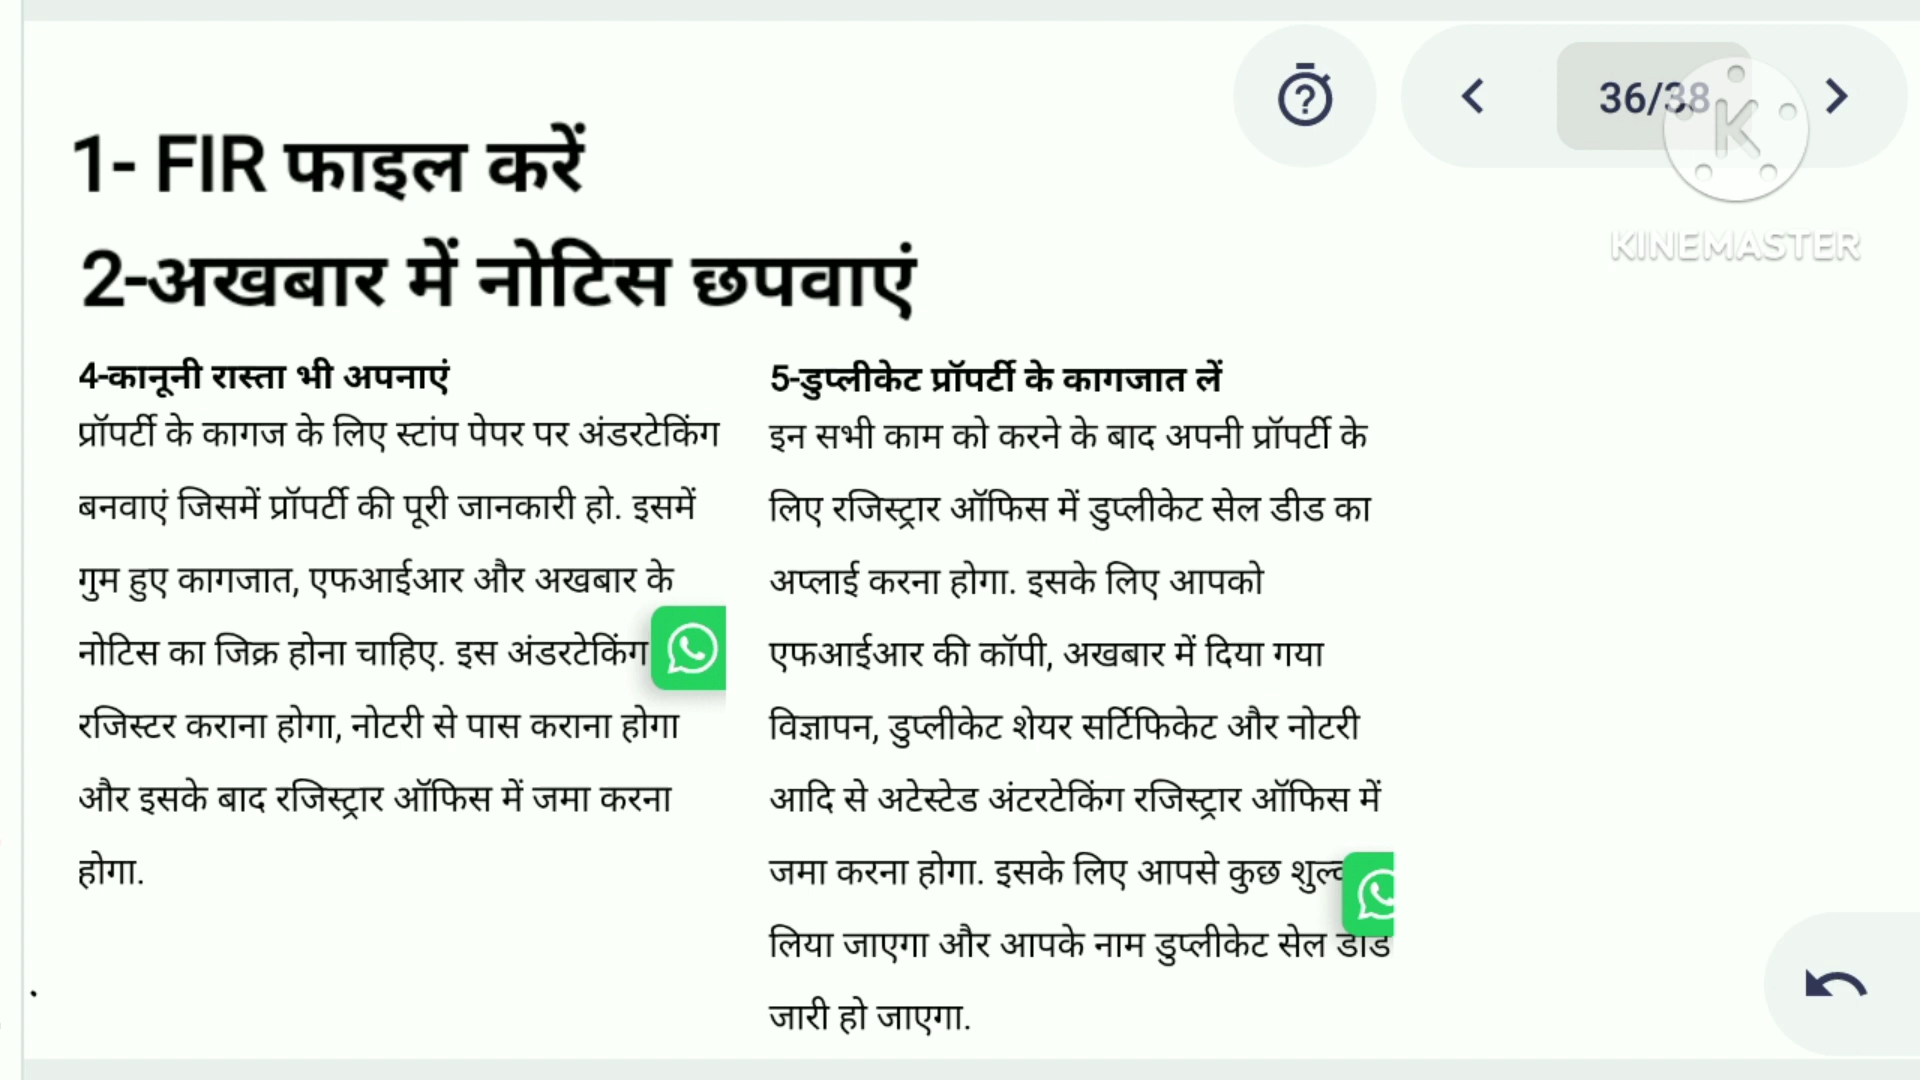 36/38
KINEMASTER
1- FIR फाइल करें
2-अखबार में नोटिस छपवाएं
4-कानूनी रास्ता भी अपनाएं
प्रॉपर्टी के कागज के लिए स्टांप पेपर पर अंडरटेकिंग
बनवाएं जिसमें प्रॉपर्टी की पूरी जानकारी हो. इसमें
गुम हुए कागजात, एफआईआर और अखबार के
नोटिस का जिक्र होना चाहिए. इस अंडरटेकिंग
रजिस्टर कराना होगा, नोटरी से पास कराना होगा
और इसके बाद रजिस्ट्रार ऑफिस में जमा करना
होगा.
5-डुप्लीकेट प्रॉपर्टी के कागजात लें
इन सभी काम को करने के बाद अपनी प्रॉपर्टी के
लिए रजिस्ट्रार ऑफिस में डुप्लीकेट सेल डीड का
अप्लाई करना होगा. इसके लिए आपको
एफआईआर की कॉपी, अखबार में दिया गया
विज्ञापन, डुप्लीकेट शेयर सर्टिफिकेट और नोटरी
आदि से अटेस्टेड अंटरटेकिंग रजिस्ट्रार ऑफिस में
जमा करना होगा. इसके लिए आपसे कुछ
लिया जाएगा और आपके नाम डुप्लीकेट सेल डीड
जारी हो जाएगा.